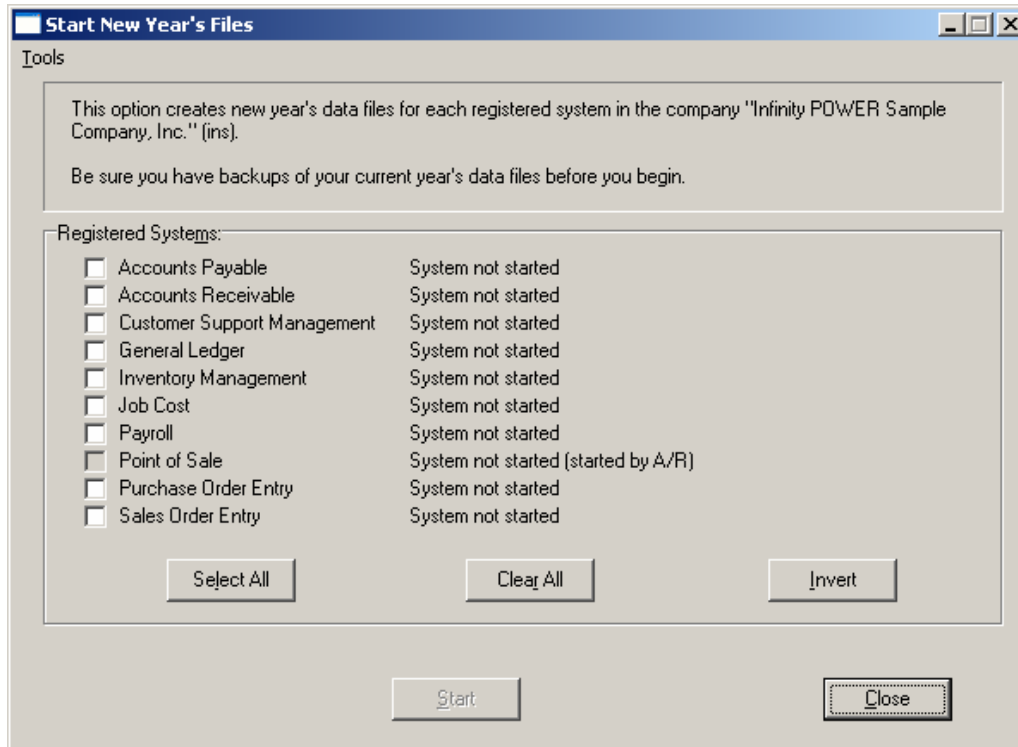 Start New Year's Files
Tools
This option creates new year's data files for each registered system in the company "Infinity POWER Sample
Company, Inc." (ins).
Be sure you have backups of your current year's data files before you begin.
Registered Systems:
Accounts Payable System not started
Accounts Receivable System not started
Customer Support Management System not started
General Ledger System not started
Inventory Management System not started
Job Cost System not started
Payroll System not started
Point of Sale System not started (started by A/R)
Purchase Order Entry System not started
Sales Order Entry System not started
Select All Clear All Invert
Start Close